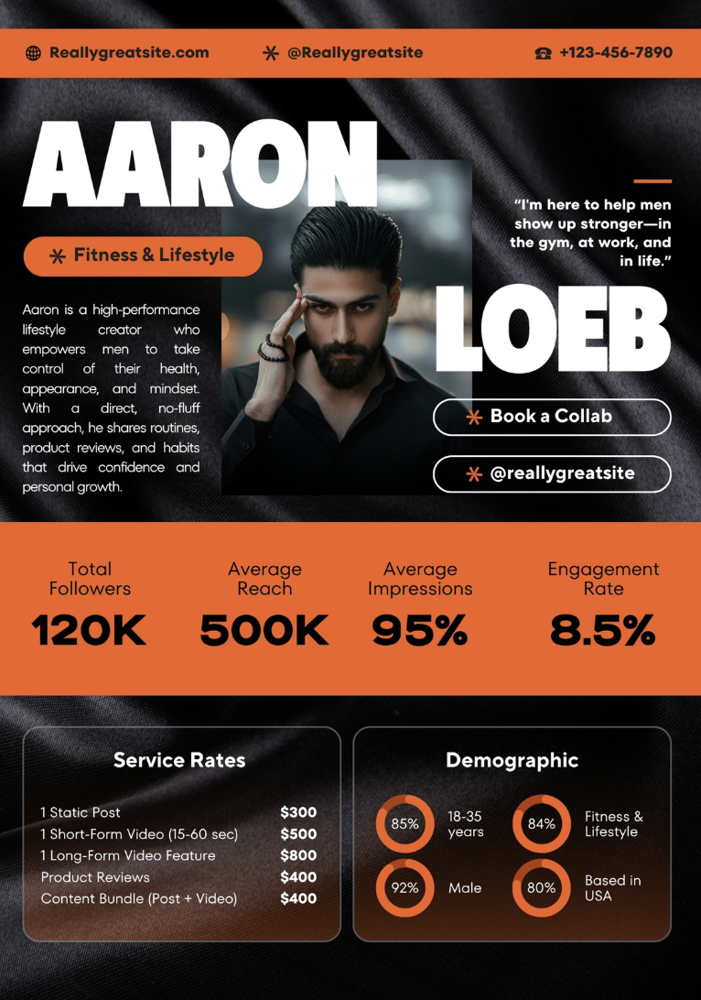 Reallygreatsite.com
@Reallygreatsite
+123-456-7890
AARON
Fitness & Lifestyle
Aaron is a high-performance
lifestyle creator who
empowers men to take
control of their health,
appearance, and mindset.
With a direct, no-fluff
approach, he shares routines,
product reviews, and habits
that drive confidence and
personal growth.
“I'm here to help men
show up stronger—in
the gym, at work, and
in life.”
LOEB
Book a Collab
@reallygreatsite
Total
Followers
120K
Average
Reach
500K
Average
Impressions
95%
Engagement
Rate
8.5%
Service Rates
1 Static Post $300
1 Short-Form Video (15-60 sec) $500
1 Long-Form Video Feature $800
Product Reviews $400
Content Bundle (Post + Video) $400
Demographic
85%
18-35
years
84%
Fitness &
Lifestyle
92%
Male
80%
Based in
USA